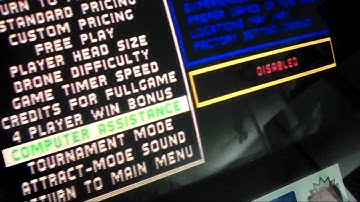 STANDARD PRICING
CUSTOM PRICING
FREE PLAY
PLAYER HEAD SIZE
DRONE DIFFICULTY
GAME TIMER SPEED
CREDITS FOR FULLGAME
4 PLAYER WIN BONUS
COMPUTER ASSISTANCE
TOURNAMENT MODE
ATTRACT-MODE SOUND
RETURN TO MAIN MENU
DISABLED